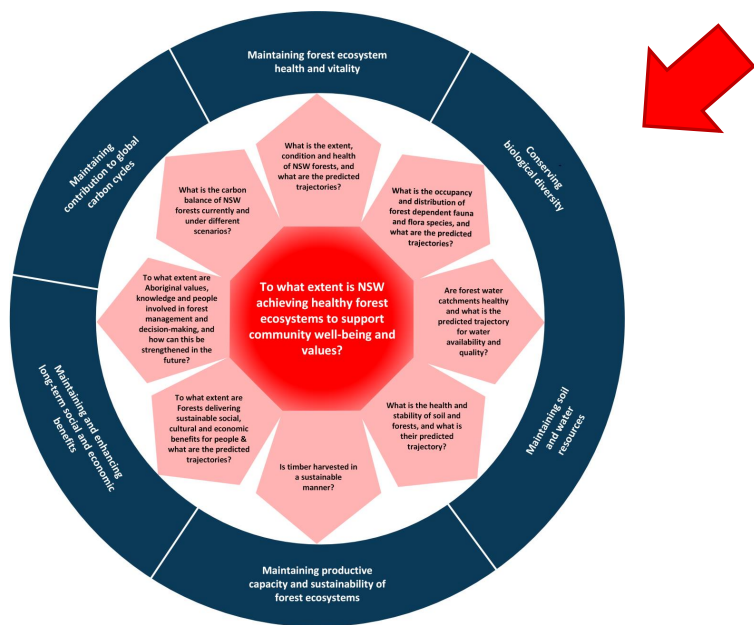 Maintaining forest ecosystem
health and vitality
Conserving
biological diversity
Maintaining soil
and water
resources
Maintaining productive
capacity and sustainability of
forest ecosystems
Maintaining and enhancing
long-term social and economic
benefits
Maintaining
contribution to global
carbon cycles
What is the extent,
condition and health
of NSW forests, and
what are the predicted
trajectories?
What is the occupancy
and distribution of
forest dependent fauna
and flora species, and
what are the predicted
trajectories?
Are forest water
catchments healthy
and what is the
predicted trajectory
for water
availability and
quality?
What is the health and
stability of soil and
forests, and what is
their predicted
trajectory?
Is timber harvested in
a sustainable
manner?
To what extent are
Forests delivering
sustainable social,
cultural and economic
benefits for people &
what are the predicted
trajectories?
To what extent are
Aboriginal values,
knowledge and people
involved in forest
management and
decision-making, and
how can this be
strengthened in the
future?
What is the carbon
balance of NSW
forests currently and
under different
scenarios?
To what extent is NSW
achieving healthy forest
ecosystems to support
community well-being and
values?